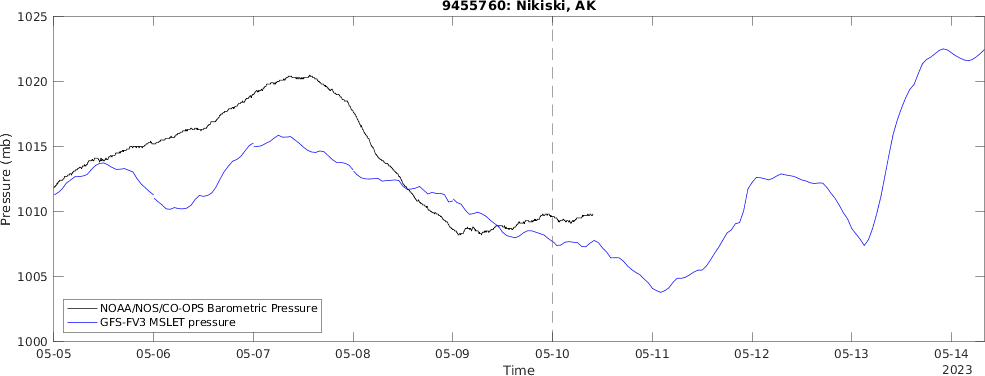 9455760: Nikiski, AK
1025
1020
1015
1010
1005
1000
Pressure (mb)
NOAA/NOS/CO-OPS Barometric Pressure
GFS-FV3 MSLET pressure
05-05 05-06 05-07 05-08 05-09 05-10 05-11 05-12 05-13 05-14
Time
2023